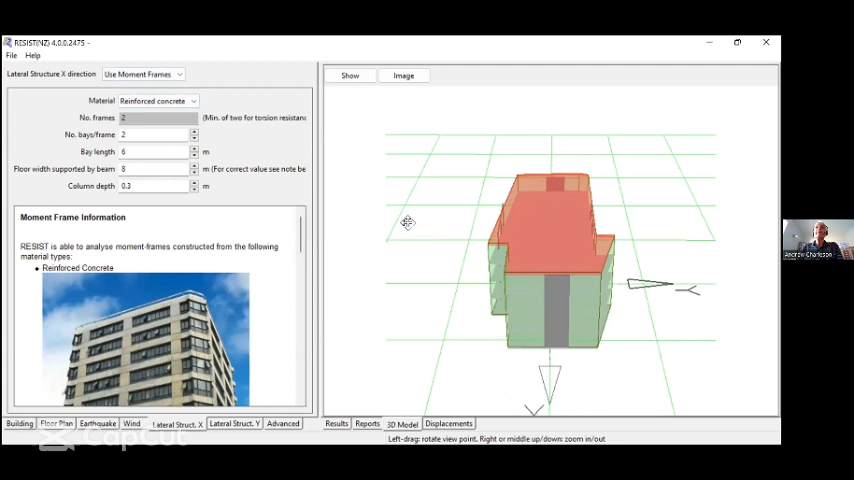 RESIST(NZ) 4.0.0.2475 -
File Help
Lateral Structure X direction Use Moment Frames
Show Image
Material Reinforced concrete
No. frames 2 (Min. of two for torsion resistanc
No. bays/frame 2
Bay length 6 m
Floor width supported by beam 8 m (For correct value see note be
Column depth 0.3 m
Moment Frame Information
RESIST is able to analyse moment-frames constructed from the following
material types:
• Reinforced Concrete
Y
Andrew Charleson
Building Floor Plan Earthquake Wind Lateral Struct. X Lateral Struct. Y Advanced
Results Reports 3D Model Displacements
CapCut
Left-drag: rotate view point. Right or middle up/down: zoom in/out